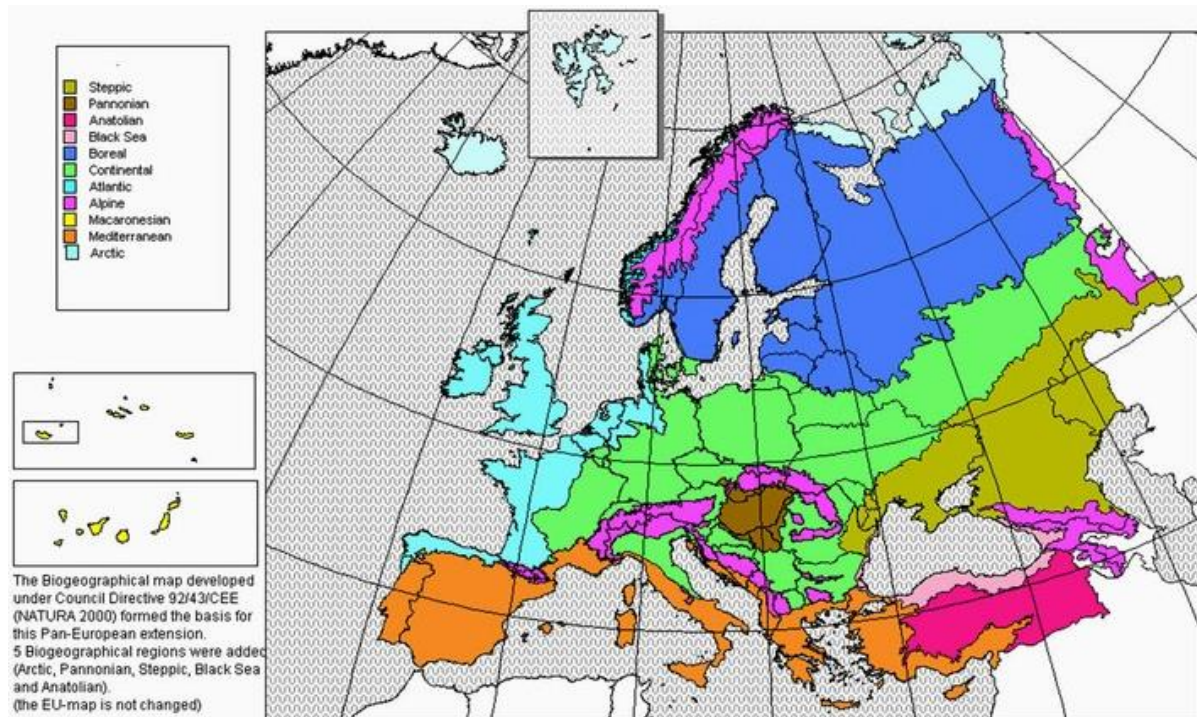 Steppic
Pannonian
Anatolian
Black Sea
Boreal
Continental
Atlantic
Alpine
Macaronesian
Mediterranean
Arctic
The Biogeographical map developed
under Council Directive 92/43/CEE
(NATURA 2000) formed the basis for
this Pan-European extension.
5 Biogeographical regions were added
(Arctic, Pannonian, Steppic, Black Sea
and Anatolian).
(the EU-map is not changed)